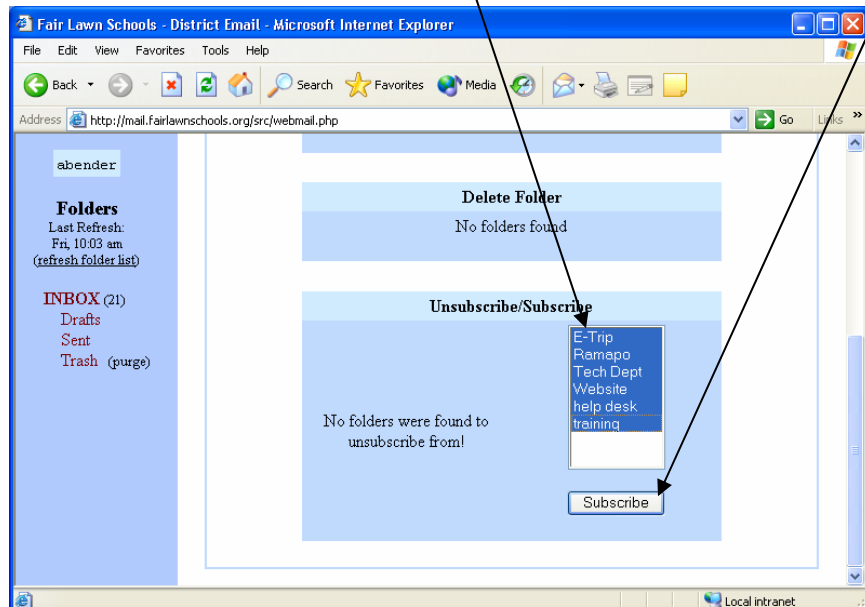 Fair Lawn Schools - District Email - Microsoft Internet Explorer
File Edit View Favorites Tools Help
Back Search Favorites Media
Address http://mail.fairlawnschools.org/src/webmail.php Go Links »
abender
Folders
Last Refresh:
Fri, 10:03 am
(refresh folder list)
INBOX (21)
Drafts
Sent
Trash (purge)
Delete Folder
No folders found
Unsubscribe/Subscribe
No folders were found to
unsubscribe from!
E-Trip
Ramapo
Tech Dept
Website
help desk
training
Subscribe
Local intranet